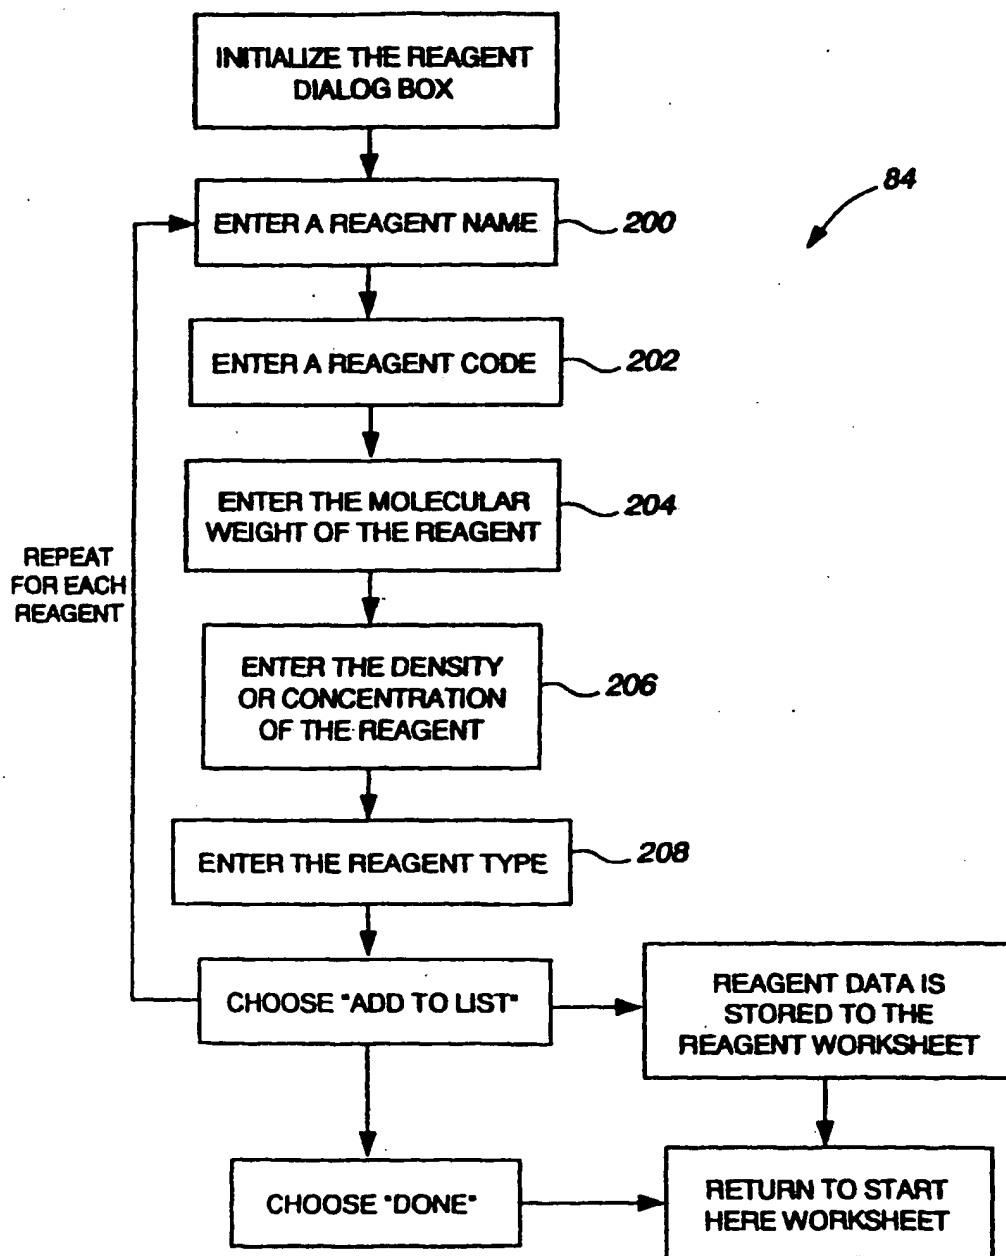 INITIALIZE THE REAGENT
DIALOG BOX
84
ENTER A REAGENT NAME
200
ENTER A REAGENT CODE
202
ENTER THE MOLECULAR
WEIGHT OF THE REAGENT
204
REPEAT
FOR EACH
REAGENT
ENTER THE DENSITY
OR CONCENTRATION
OF THE REAGENT
206
ENTER THE REAGENT TYPE
208
CHOOSE "ADD TO LIST"
REAGENT DATA IS
STORED TO THE
REAGENT WORKSHEET
CHOOSE "DONE"
RETURN TO START
HERE WORKSHEET